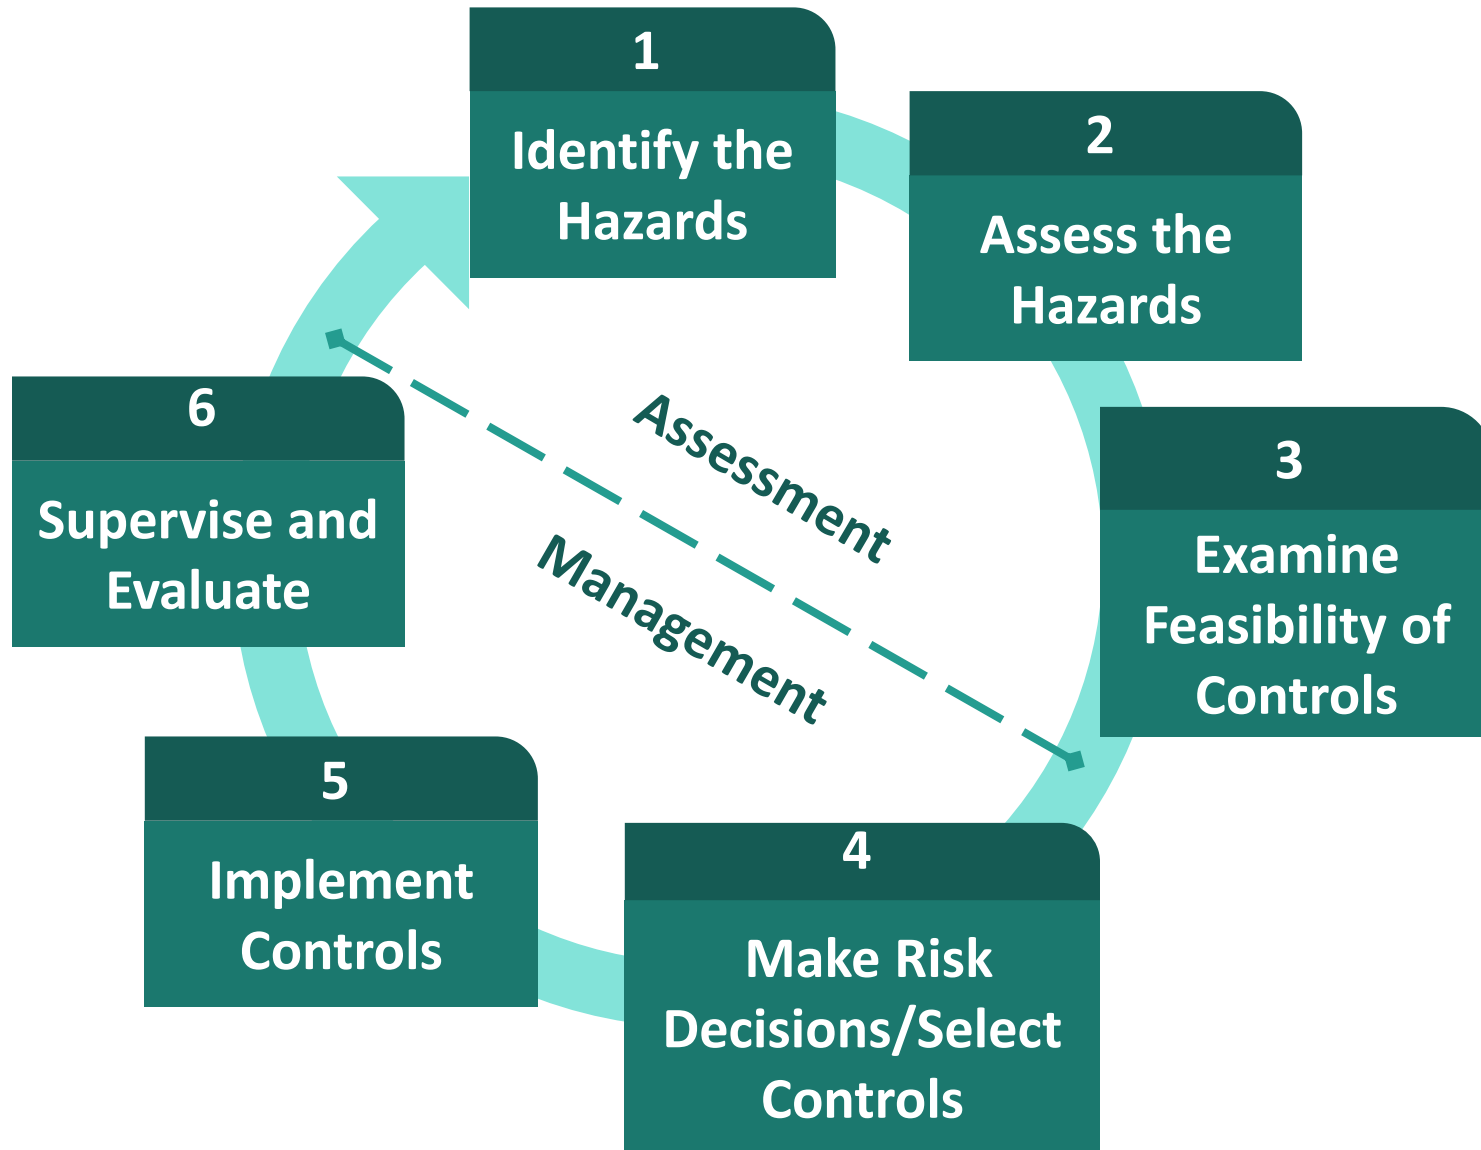 1
Identify the
Hazards
2
Assess the
Hazards
3
Examine
Feasibility of
Controls
4
Make Risk
Decisions/Select
Controls
5
Implement
Controls
6
Supervise and
Evaluate
Assessment
Management